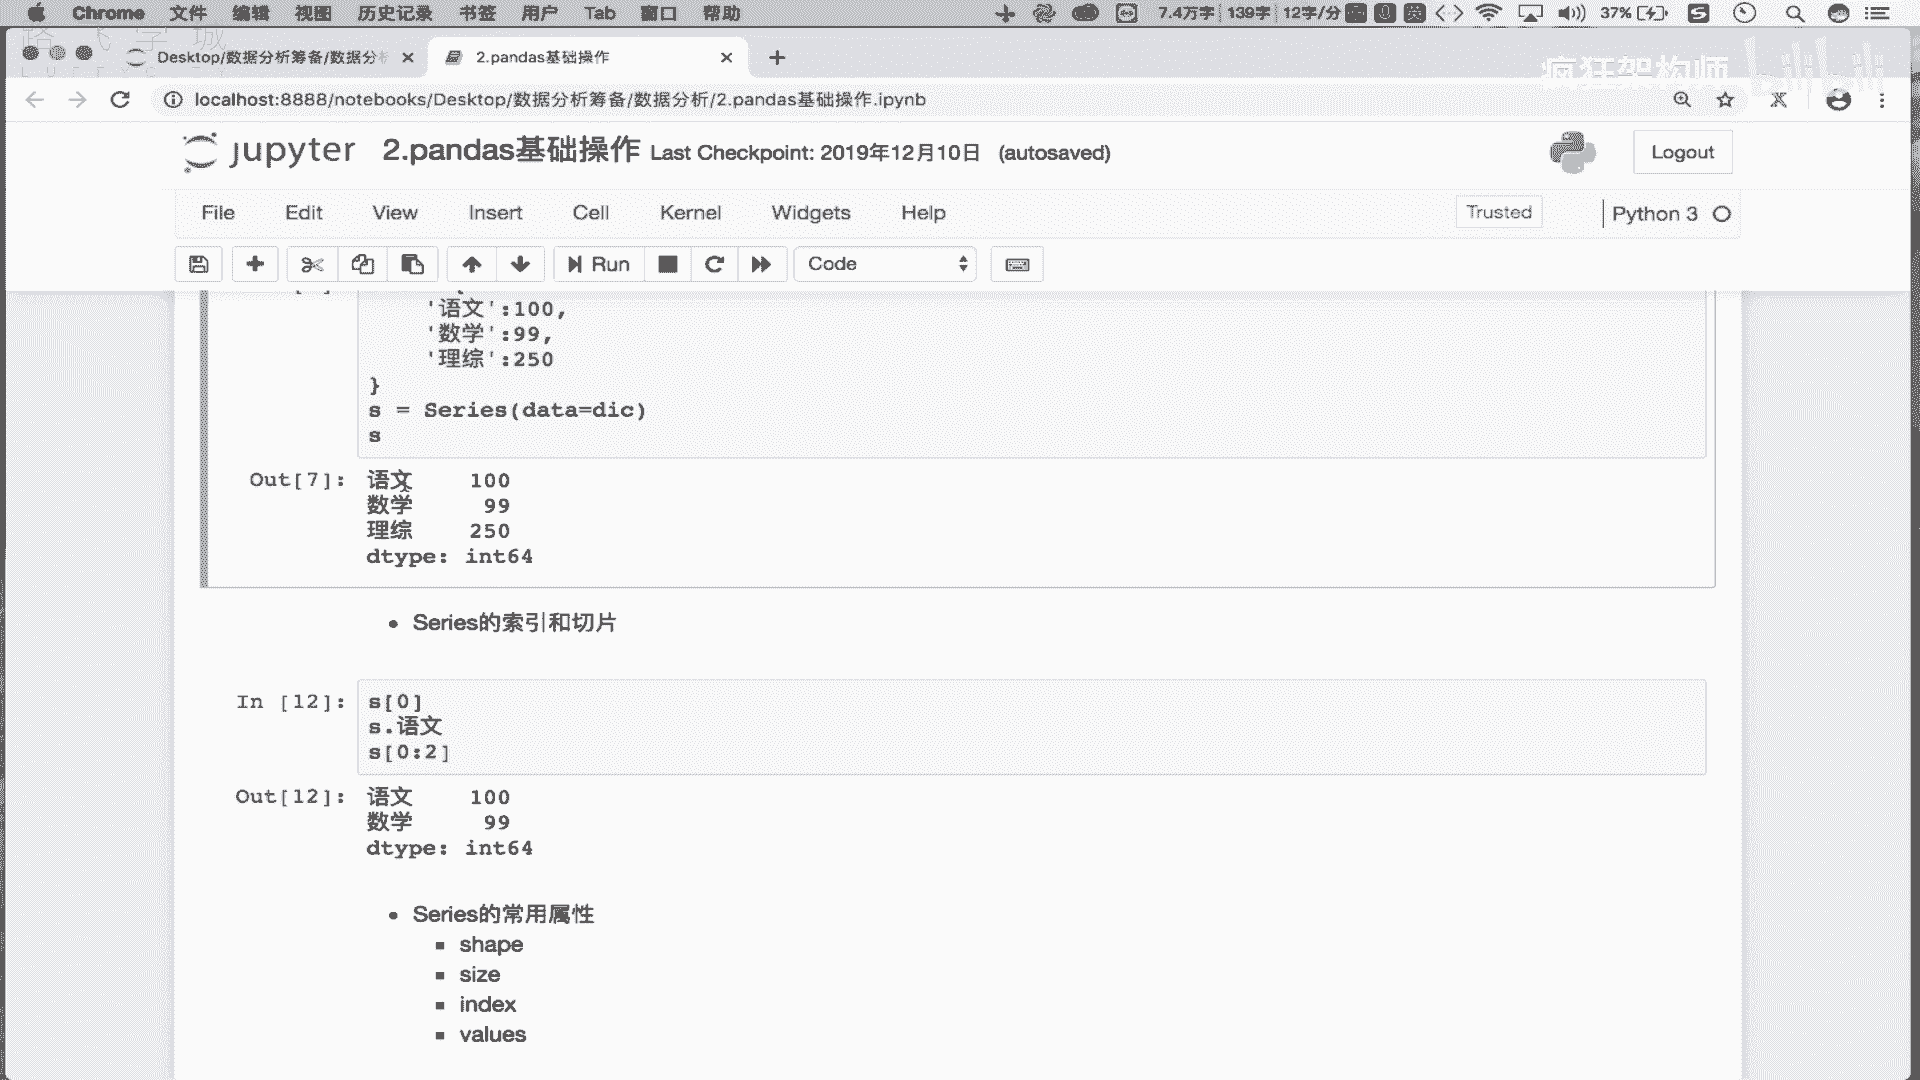 Chrome 文件 编辑 视图 历史记录 书签 用户 Tab 窗口 帮助 7.4万字 139字 12字/分 英 37%
Desktop/数据分析筹备/数据分析 2.pandas基础操作
疯狂架构师 bilibili
localhost:8888/notebooks/Desktop/数据分析筹备/数据分析/2.pandas基础操作.ipynb
jupyter 2.pandas基础操作 Last Checkpoint: 2019年12月10日 (autosaved) Logout
File Edit View Insert Cell Kernel Widgets Help Trusted Python 3
Run Code
'语文':100,
'数学':99,
'理综':250
}
s = Series(data=dic)
s
Out[7]: 语文 100
数学 99
理综 250
dtype: int64
Series的索引和切片
In [12]: s[0]
s.语文
s[0:2]
Out[12]: 语文 100
数学 99
dtype: int64
Series的常用属性
shape
size
index
values